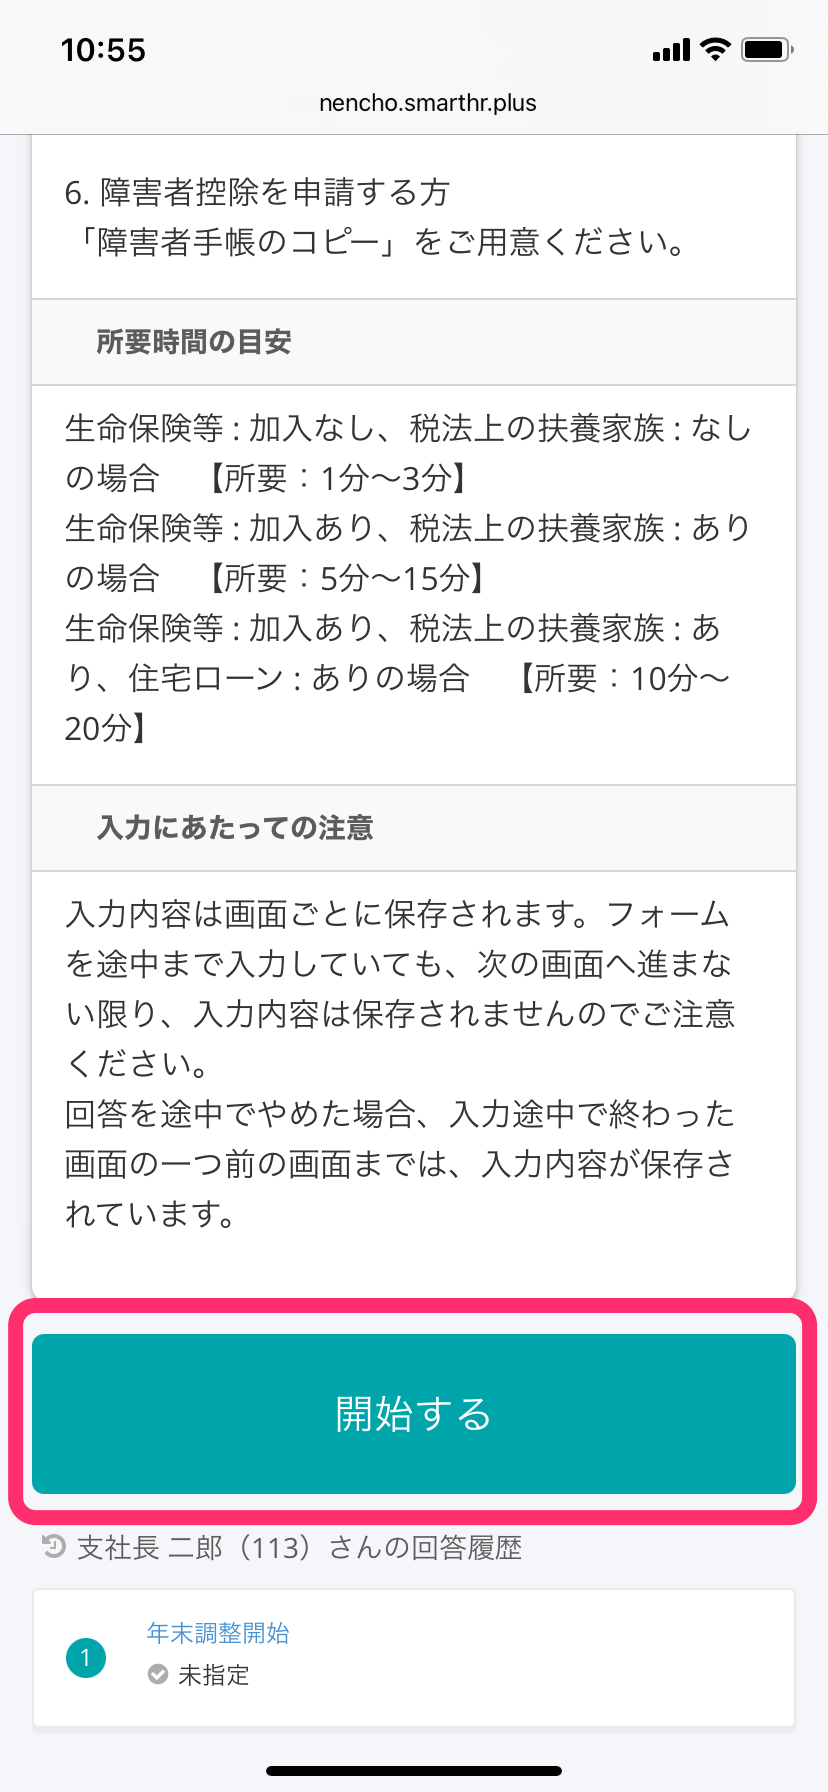 10:55
nencho.smarthr.plus
6. 障害者控除を申請する方
「障害者手帳のコピー」をご用意ください。
所要時間の目安
生命保険等 : 加入なし、税法上の扶養家族 : なし
の場合　【所要：1分〜3分】
生命保険等 : 加入あり、税法上の扶養家族 : あり
の場合　【所要：5分〜15分】
生命保険等 : 加入あり、税法上の扶養家族 : あ
り、住宅ローン : ありの場合　【所要：10分〜
20分】
入力にあたっての注意
入力内容は画面ごとに保存されます。フォーム
を途中まで入力していても、次の画面へ進まな
い限り、入力内容は保存されませんのでご注意
ください。
回答を途中でやめた場合、入力途中で終わった
画面の一つ前の画面までは、入力内容が保存さ
れています。
開始する
支社長 二郎（113）さんの回答履歴
1
年末調整開始
未指定